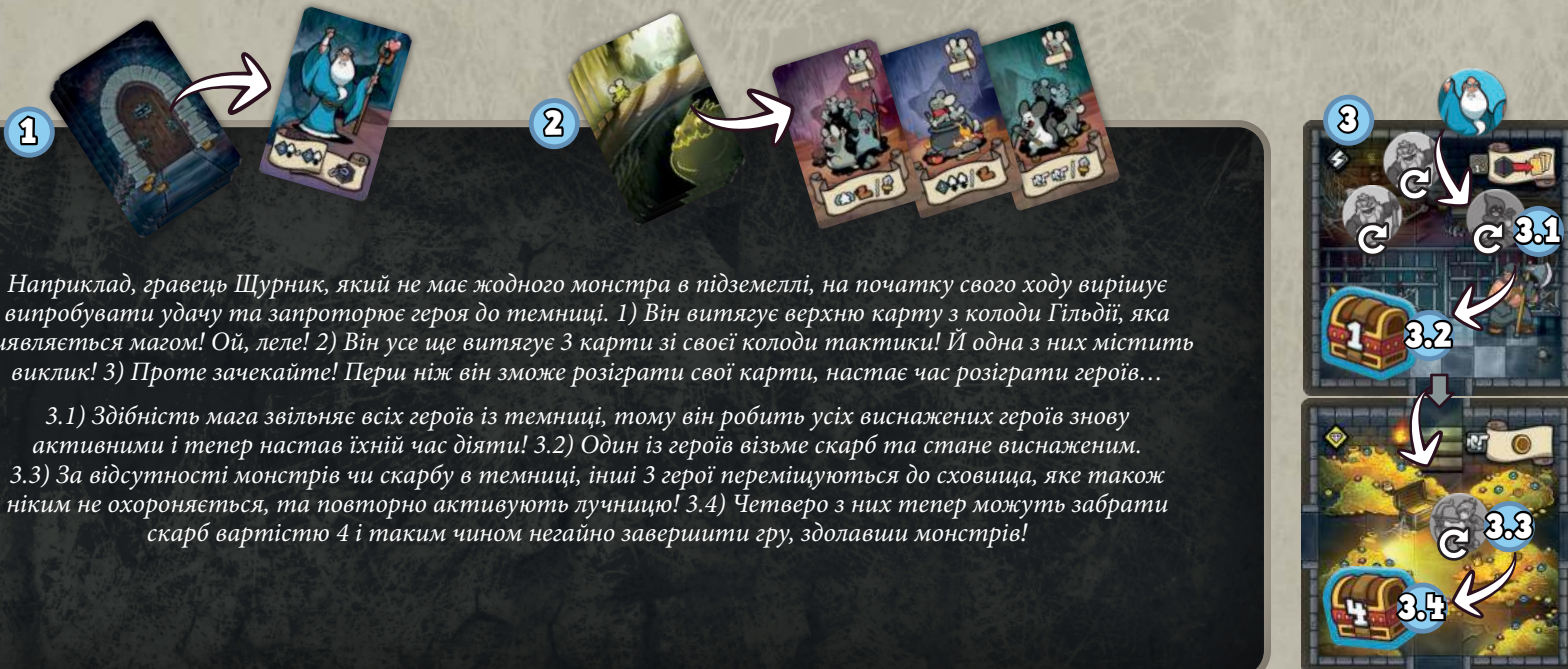 1
2
3
Наприклад, гравець Щурник, який не має жодного монстра в підземеллі, на початку свого ходу вирішує
випробувати удачу та запроторює героя до темниці. 1) Він витягує верхню карту з колоди Гільдії, яка
являється магом! Ой, леле! 2) Він усе ще витягує 3 карти зі своєї колоди тактики! Й одна з них містить
виклик! 3) Проте зачекайте! Перш ніж він зможе розіграти свої карти, настає час розіграти героїв…
3.1) Здібність мага звільняє всіх героїв із темниці, тому він робить усіх виснажених героїв знову
активними і тепер настав їхній час діяти! 3.2) Один із героїв візьме скарб та стане виснаженим.
3.3) За відсутності монстрів чи скарбу в темниці, інші 3 герої переміщуються до сховища, яке також
ніким не охороняється, та повторно активують лучницю! 3.4) Четверо з них тепер можуть забрати
скарб вартістю 4 і таким чином негайно завершити гру, здолавши монстрів!
3.1
1
3.2
3.3
4
3.4